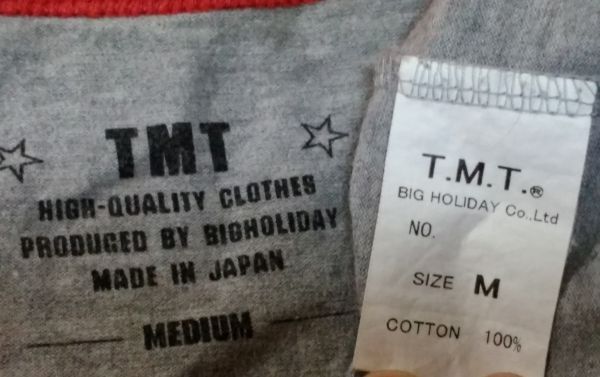 TMT
HIGH-QUALITY CLOTHES
PRODUCED BY BIGHOLIDAY
MADE IN JAPAN
MEDIUM
T.M.T.®
BIG HOLIDAY Co.,Ltd
NO.
SIZE M
COTTON 100%